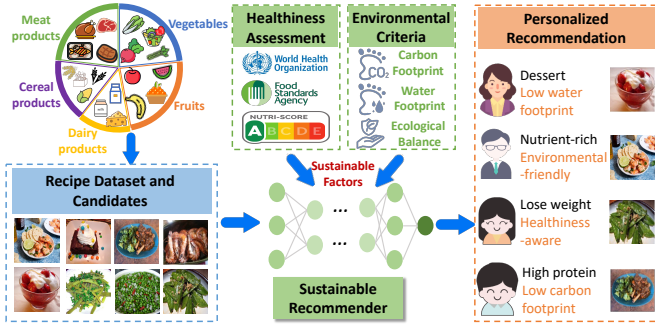 Meat
products
Vegetables
Cereal
products
Fruits
Dairy
products
Healthiness
Assessment
World Health
Organization
Food
Standards
Agency
NUTRI-SCORE
A B C D E
Environmental
Criteria
CO₂
Carbon
Footprint
Water
Footprint
Ecological
Balance
Personalized
Recommendation
Dessert
Low water
footprint
Nutrient-rich
Environmental
-friendly
Lose weight
Healthiness
-aware
High protein
Low carbon
footprint
Recipe Dataset and
Candidates
Sustainable
Factors
...
...
Sustainable
Recommender